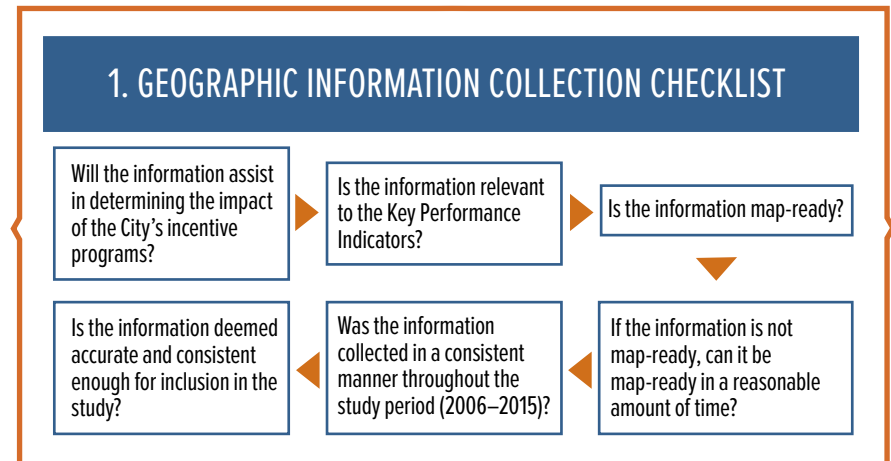 1. GEOGRAPHIC INFORMATION COLLECTION CHECKLIST
Will the information assist
in determining the impact
of the City's incentive
programs?
Is the information relevant
to the Key Performance
Indicators?
Is the information map-ready?
If the information is not
map-ready, can it be
map-ready in a reasonable
amount of time?
Was the information
collected in a consistent
manner throughout the
study period (2006–2015)?
Is the information deemed
accurate and consistent
enough for inclusion in the
study?